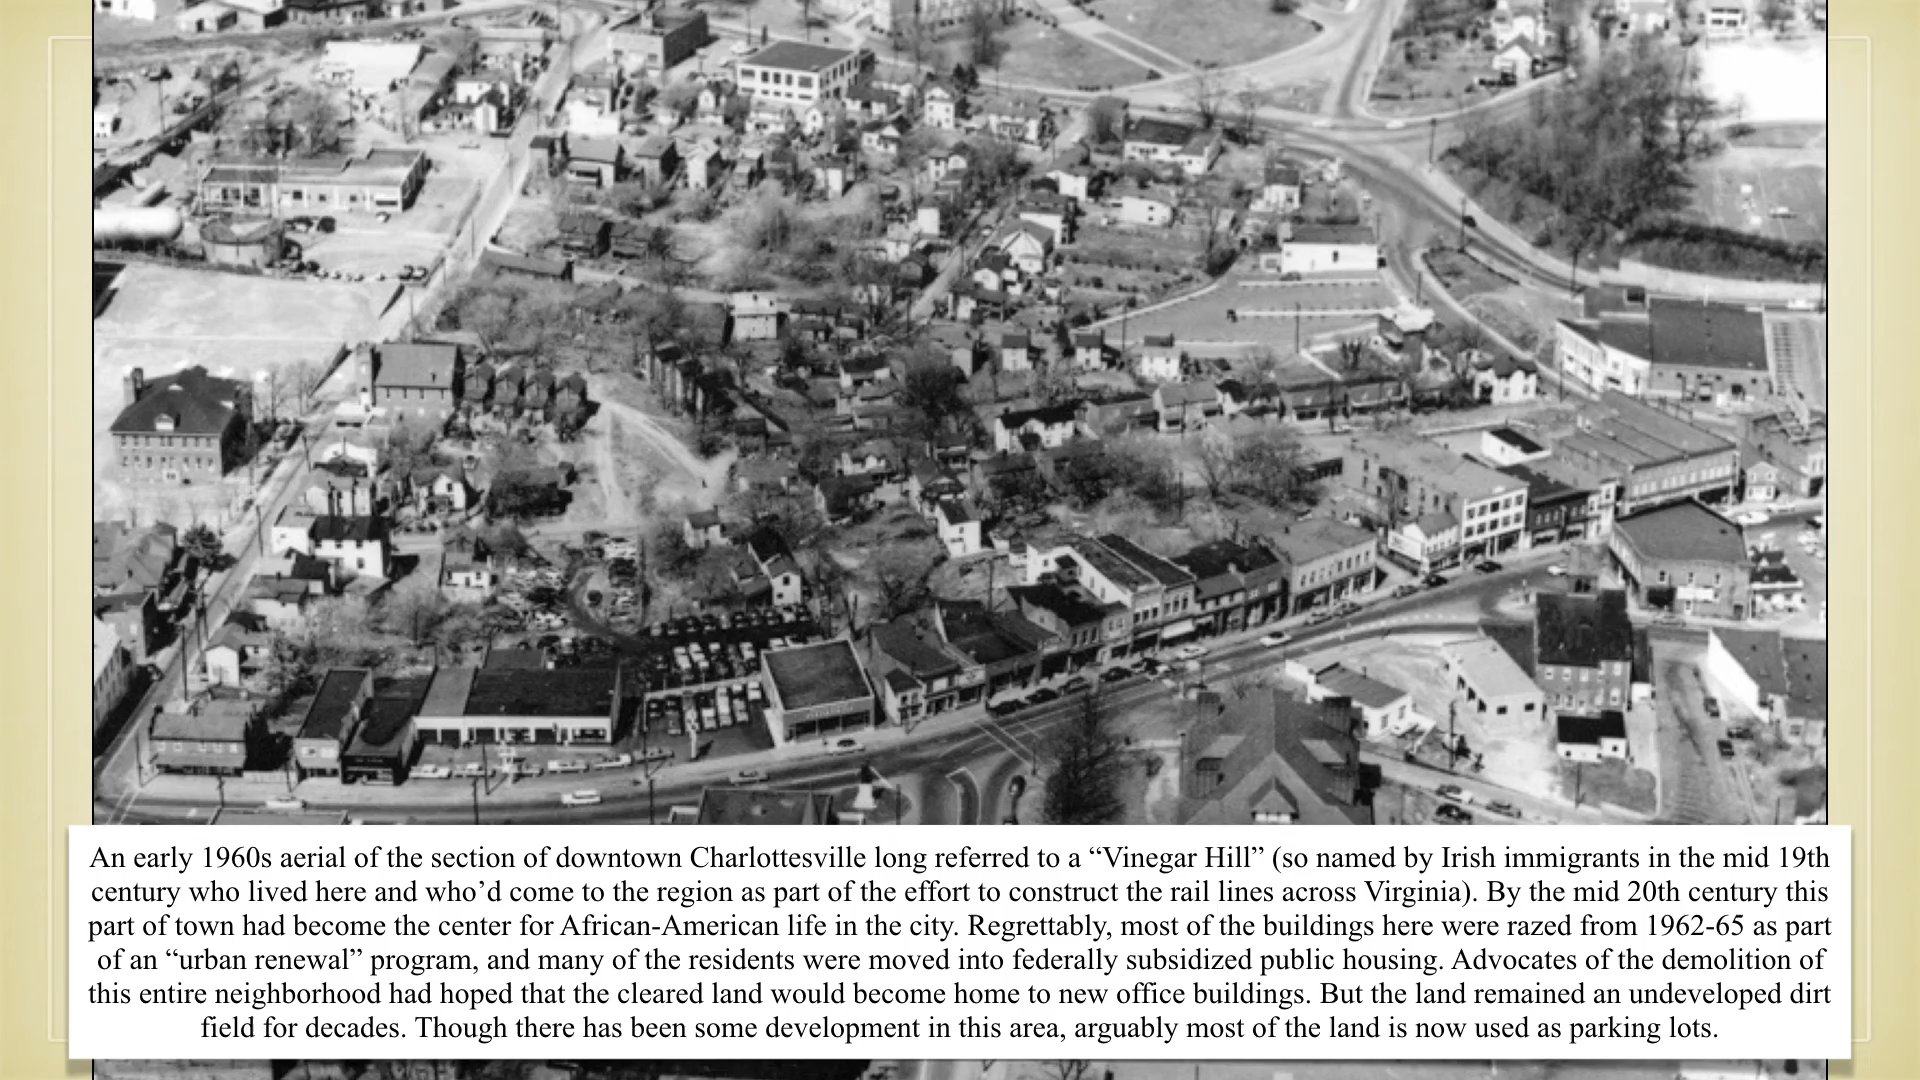 An early 1960s aerial of the section of downtown Charlottesville long referred to a “Vinegar Hill” (so named by Irish immigrants in the mid 19th
century who lived here and who’d come to the region as part of the effort to construct the rail lines across Virginia). By the mid 20th century this
part of town had become the center for African-American life in the city. Regrettably, most of the buildings here were razed from 1962-65 as part
of an “urban renewal” program, and many of the residents were moved into federally subsidized public housing. Advocates of the demolition of
this entire neighborhood had hoped that the cleared land would become home to new office buildings. But the land remained an undeveloped dirt
field for decades. Though there has been some development in this area, arguably most of the land is now used as parking lots.